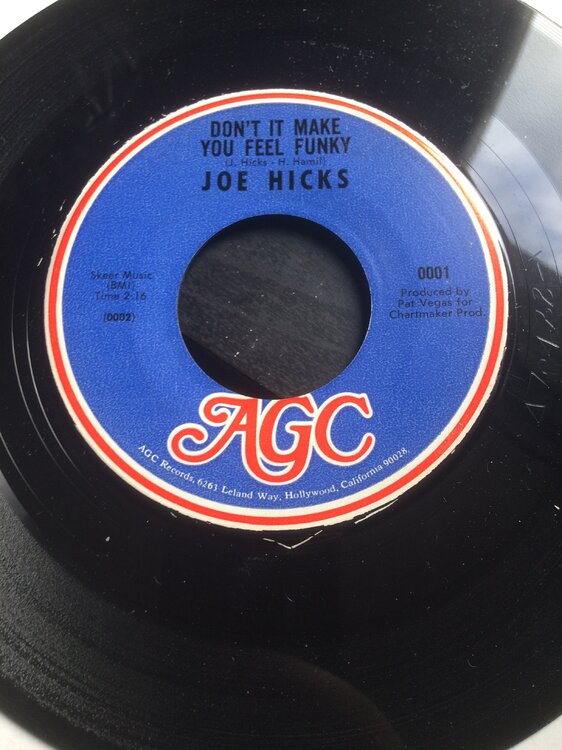 DON'T IT MAKE
YOU FEEL FUNKY
(J. Hicks - H. Hamil)
JOE HICKS
Skeer Music
(BMI)
Time 2:16
(0002)
0001
Produced by
Pat Vegas for
Chartmaker Prod.
AGC
AGC Records, 6261 Leland Way, Hollywood, California 90028